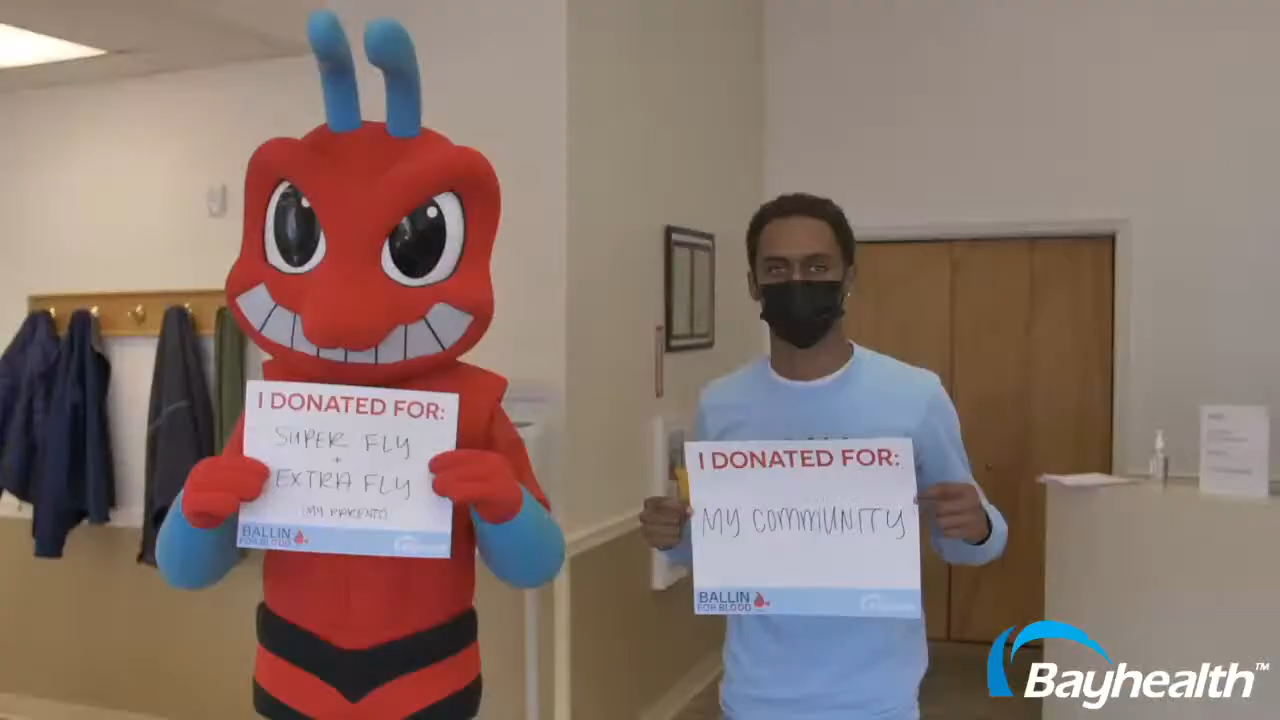 I DONATED FOR:
SUPER FLY
+
EXTRA FLY
(MY PARENTS)
BALLIN
FOR BLOOD
I DONATED FOR:
MY COMMUNITY
BALLIN
FOR BLOOD
Bayhealth™